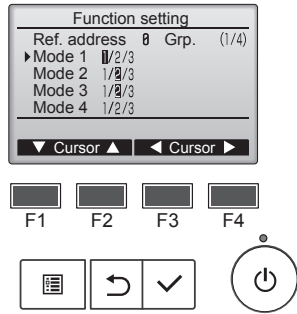 Function setting
Ref. address 0 Grp. (1/4)
Mode 1 1/2/3
Mode 2 1/2/3
Mode 3 1/2/3
Mode 4 1/2/3
▼ Cursor ▲ ◀ Cursor ▶
F1 F2 F3 F4